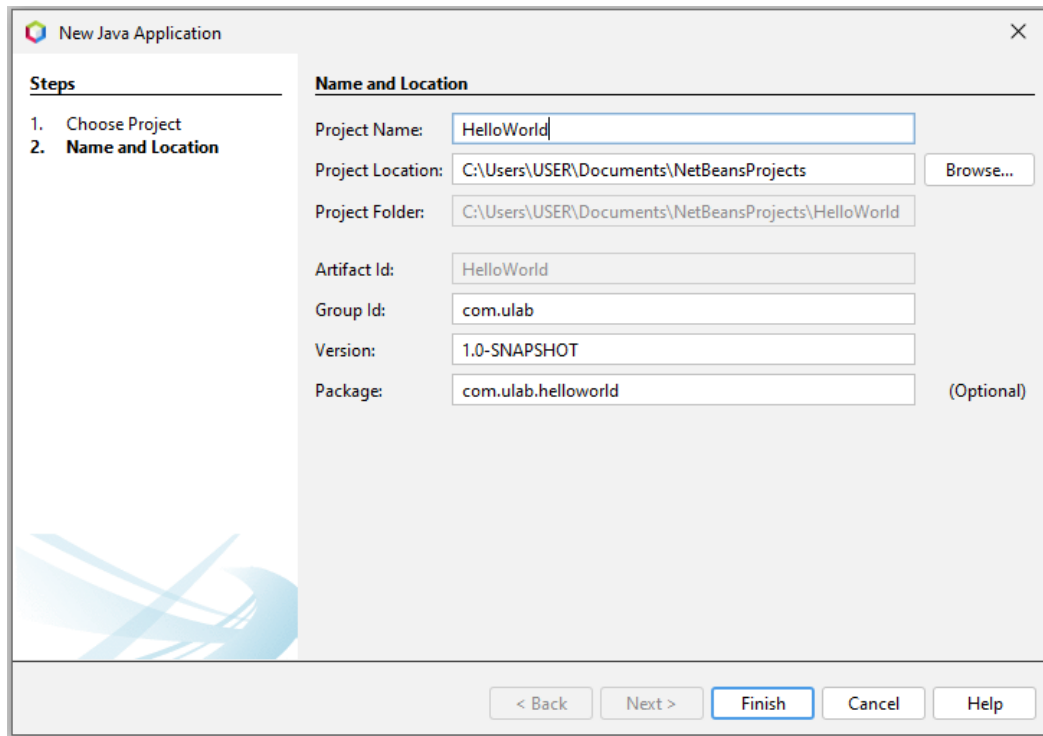 New Java Application
Steps
1. Choose Project
2. Name and Location
Name and Location
Project Name: HelloWorld
Project Location: C:\Users\USER\Documents\NetBeansProjects Browse...
Project Folder: C:\Users\USER\Documents\NetBeansProjects\HelloWorld
Artifact Id: HelloWorld
Group Id: com.ulab
Version: 1.0-SNAPSHOT
Package: com.ulab.helloworld (Optional)
< Back Next > Finish Cancel Help